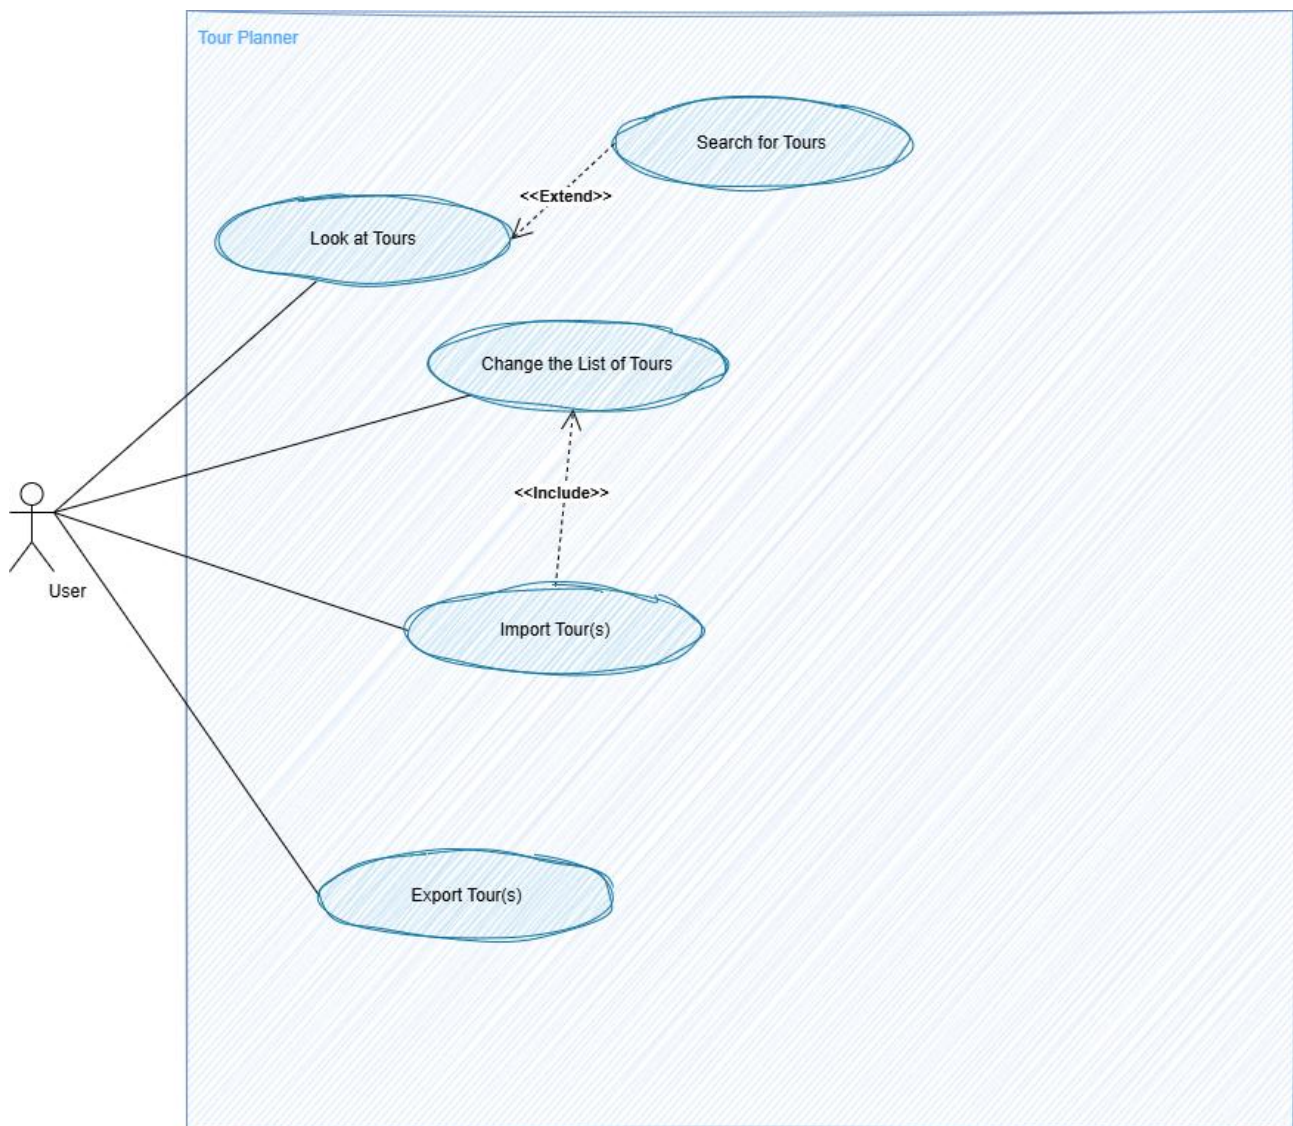 Tour Planner
Search for Tours
<<Extend>>
Look at Tours
Change the List of Tours
<<Include>>
User
Import Tour(s)
Export Tour(s)